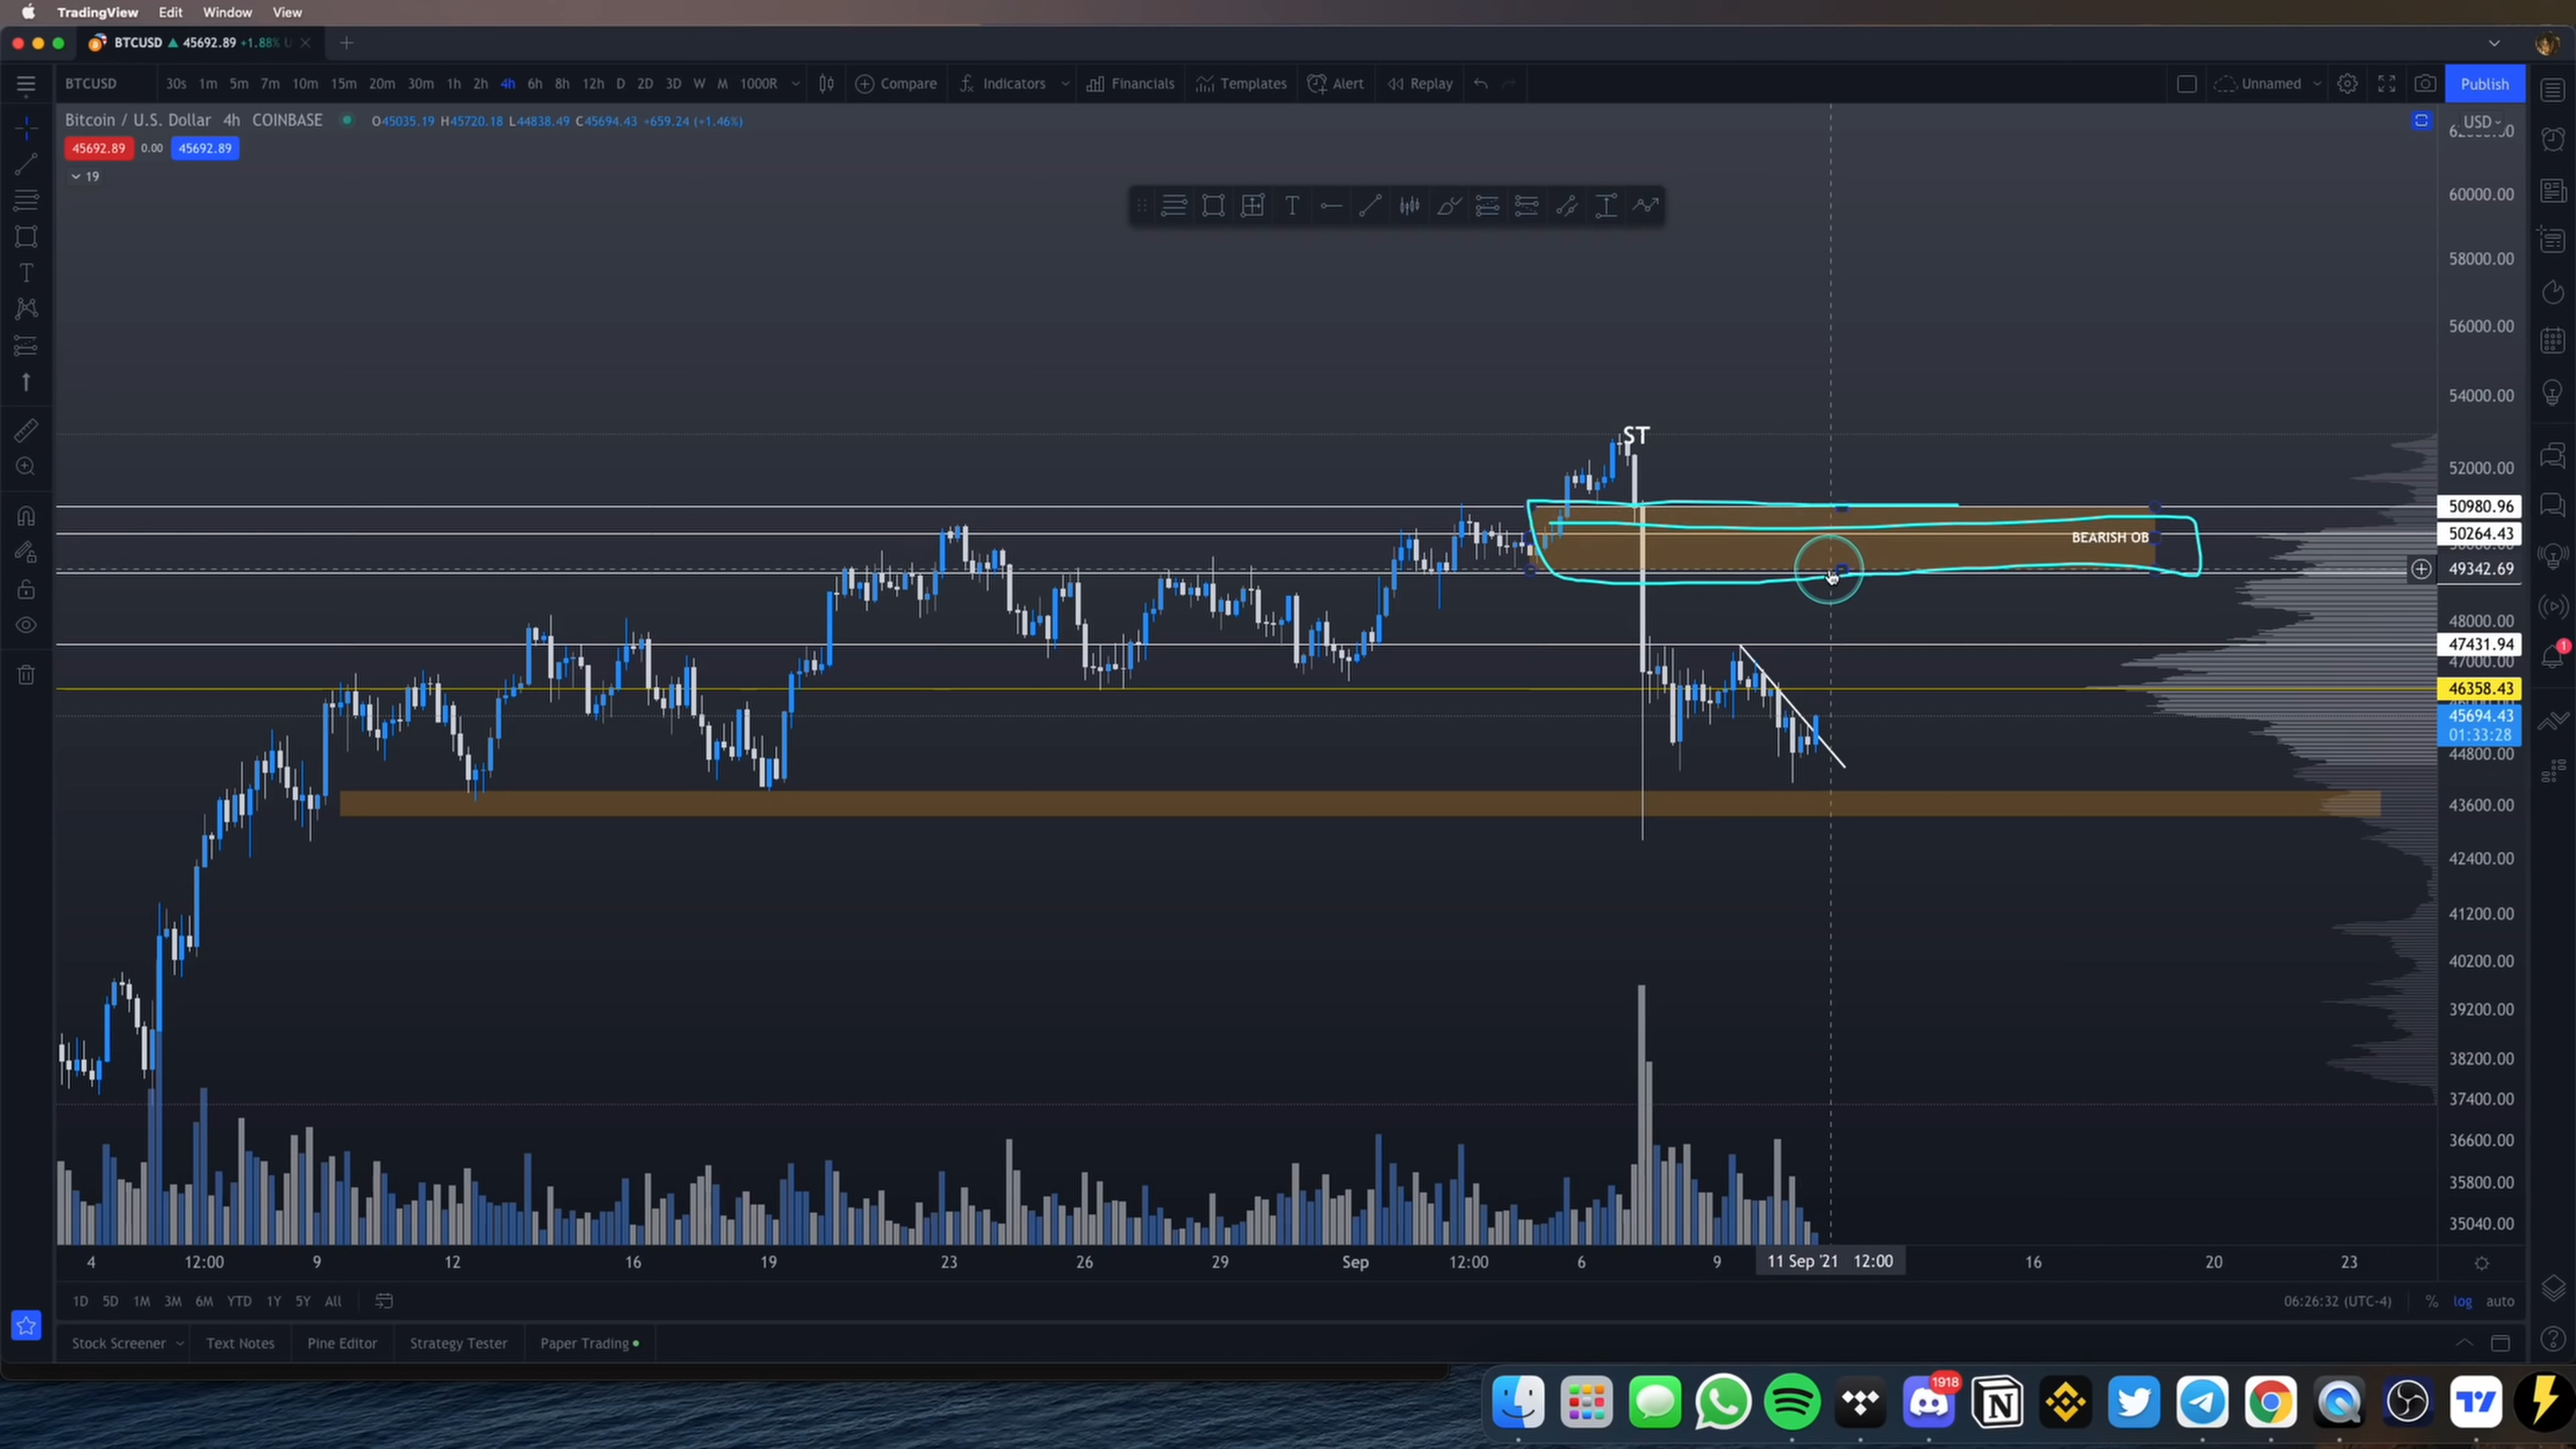 TradingView Edit Window View
BTCUSD ▲ 45692.89 +1.88% U
BTCUSD 30s 1m 5m 7m 10m 15m 20m 30m 1h 2h 4h 6h 8h 12h D 2D 3D W M 1000R Compare Indicators Financials Templates Alert Replay Unnamed Publish
Bitcoin / U.S. Dollar 4h COINBASE O45035.19 H45720.18 L44838.49 C45694.43 +659.24 (+1.46%)
USD
45692.89 0.00 45692.89
19
60000.00
58000.00
56000.00
54000.00
ST
52000.00
50980.96
50264.43
BEARISH OB
49342.69
48000.00
47431.94
47000.00
46358.43
45694.43
01:33:28
44800.00
43600.00
42400.00
41200.00
40200.00
39200.00
38200.00
37400.00
36600.00
35800.00
35040.00
4 12:00 9 12 16 19 23 26 29 Sep 12:00 6 9 11 Sep '21 12:00 16 20 23
1D 5D 1M 3M 6M YTD 1Y 5Y All 06:26:32 (UTC-4) % log auto
Stock Screener Text Notes Pine Editor Strategy Tester Paper Trading
1
1918